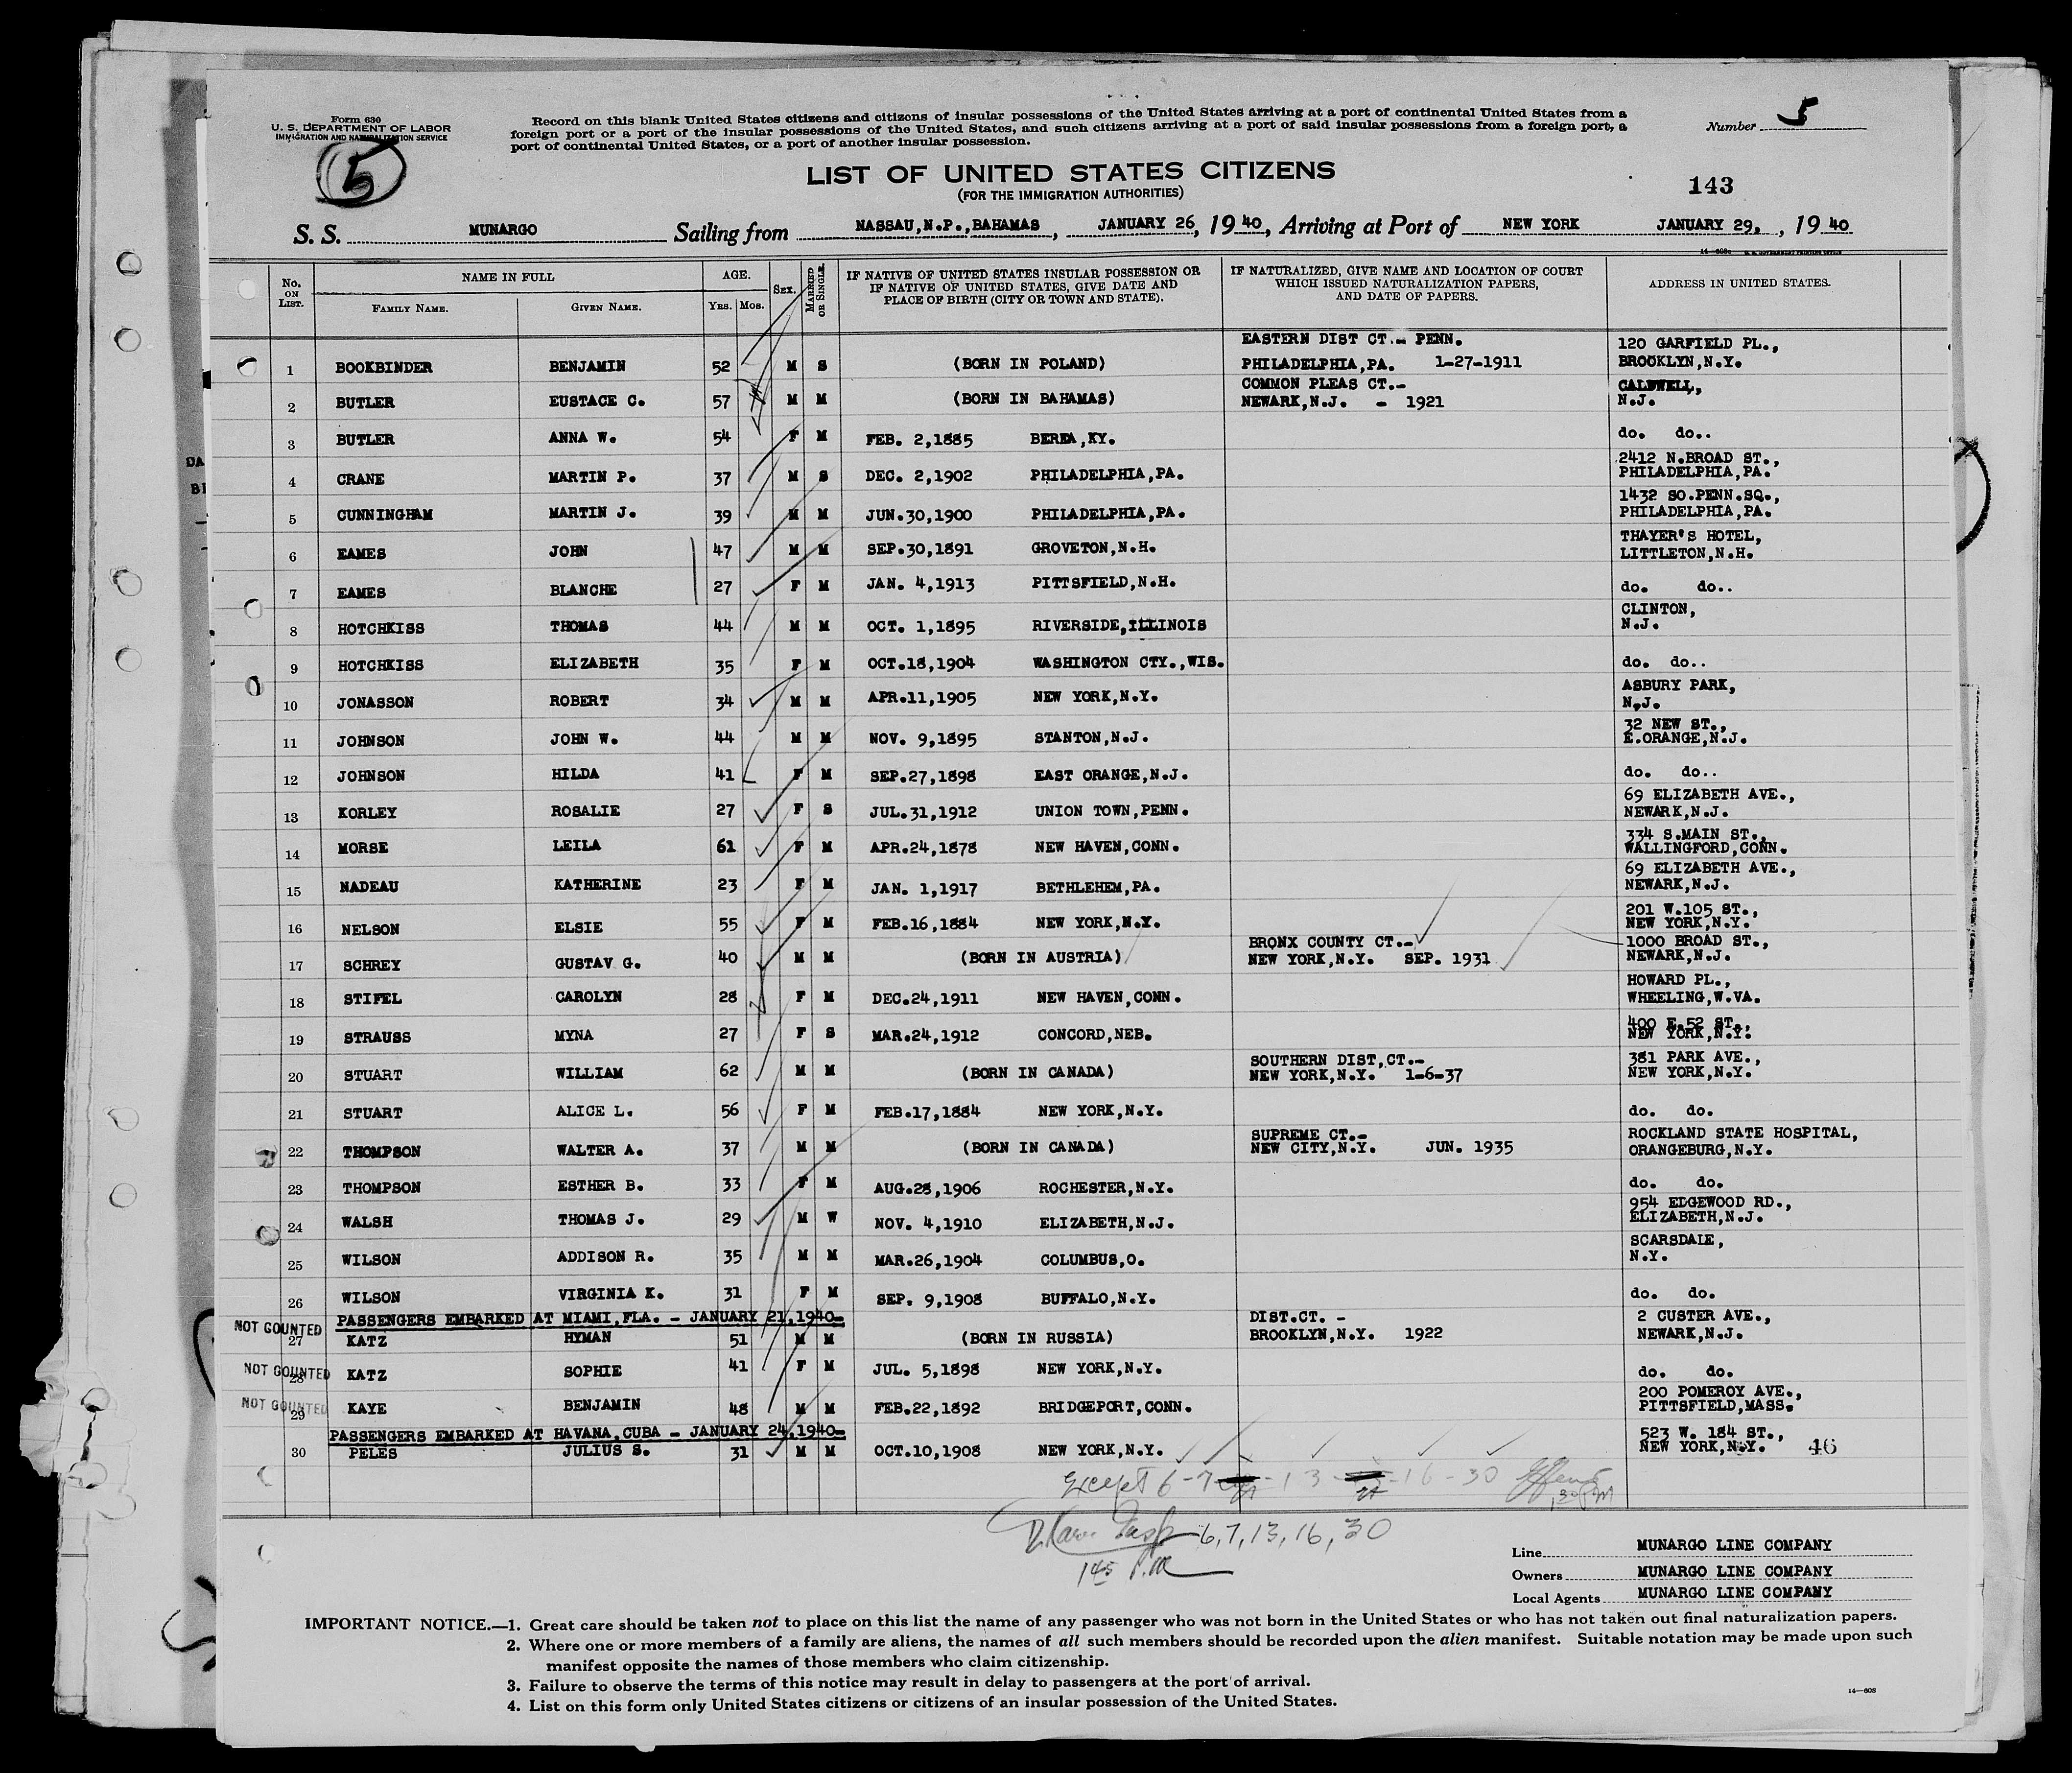 Form 630
U. S. DEPARTMENT OF LABOR
IMMIGRATION AND NATURALIZATION SERVICE
5
Record on this blank United States citizens and citizens of insular possessions of the United States arriving at a port of continental United States from a
foreign port or a port of the insular possessions of the United States, and such citizens arriving at a port of said insular possessions from a foreign port, a
port of continental United States, or a port of another insular possession.
Number 5
LIST OF UNITED STATES CITIZENS
(FOR THE IMMIGRATION AUTHORITIES)
143
S. S. MUNARGO Sailing from NASSAU,N.P.,BAHAMAS, JANUARY 26, 1940, Arriving at Port of NEW YORK JANUARY 29, , 1940
No. ON LIST. NAME IN FULL FAMILY NAME. GIVEN NAME. AGE. YRS. MOS. SEX. MARRIED OR SINGLE. IF NATIVE OF UNITED STATES INSULAR POSSESSION OR IF NATIVE OF UNITED STATES, GIVE DATE AND PLACE OF BIRTH (CITY OR TOWN AND STATE). IF NATURALIZED, GIVE NAME AND LOCATION OF COURT WHICH ISSUED NATURALIZATION PAPERS, AND DATE OF PAPERS. ADDRESS IN UNITED STATES.
1 BOOKBINDER BENJAMIN 52 M S (BORN IN POLAND) EASTERN DIST CT.- PENN. PHILADELPHIA,PA. 1-27-1911 120 GARFIELD PL., BROOKLYN,N.Y.
2 BUTLER EUSTACE C. 57 M M (BORN IN BAHAMAS) COMMON PLEAS CT.- NEWARK,N.J. - 1921 CALDWELL, N.J.
3 BUTLER ANNA W. 54 F M FEB. 2,1885 BEREA,KY. do. do..
4 CRANE MARTIN P. 37 M S DEC. 2,1902 PHILADELPHIA,PA. 2412 N.BROAD ST., PHILADELPHIA,PA.
5 CUNNINGHAM MARTIN J. 39 M M JUN.30,1900 PHILADELPHIA,PA. 1432 SO.PENN.SQ., PHILADELPHIA,PA.
6 EAMES JOHN 47 M M SEP.30,1891 GROVETON,N.H. THAYER'S HOTEL, LITTLETON,N.H.
7 EAMES BLANCHE 27 F M JAN. 4,1913 PITTSFIELD,N.H. do. do..
8 HOTCHKISS THOMAS 44 M M OCT. 1,1895 RIVERSIDE,ILLINOIS CLINTON, N.J.
9 HOTCHKISS ELIZABETH 35 F M OCT.18,1904 WASHINGTON CTY.,WIS. do. do..
10 JONASSON ROBERT 34 M M APR.11,1905 NEW YORK,N.Y. ASBURY PARK, N.J.
11 JOHNSON JOHN W. 44 M M NOV. 9,1895 STANTON,N.J. 32 NEW ST., E.ORANGE,N.J.
12 JOHNSON HILDA 41 F M SEP.27,1898 EAST ORANGE,N.J. do. do..
13 KORLEY ROSALIE 27 F S JUL.31,1912 UNION TOWN,PENN. 69 ELIZABETH AVE., NEWARK,N.J.
14 MORSE LEILA 61 F M APR.24,1878 NEW HAVEN,CONN. 334 S.MAIN ST., WALLINGFORD,CONN.
15 NADEAU KATHERINE 23 F M JAN. 1,1917 BETHLEHEM,PA. 69 ELIZABETH AVE., NEWARK,N.J.
16 NELSON ELSIE 55 F M FEB.16,1884 NEW YORK,N.Y. 201 W.105 ST., NEW YORK,N.Y.
17 SCHREY GUSTAV G. 40 M M (BORN IN AUSTRIA) BRONX COUNTY CT.- NEW YORK,N.Y. SEP. 1931 1000 BROAD ST., NEWARK,N.J.
18 STIFEL CAROLYN 28 F M DEC.24,1911 NEW HAVEN,CONN. HOWARD PL., WHEELING,W.VA.
19 STRAUSS MYNA 27 F S MAR.24,1912 CONCORD,NEB. 400 E.52 ST., NEW YORK,N.Y.
20 STUART WILLIAM 62 M M (BORN IN CANADA) SOUTHERN DIST,CT.- NEW YORK,N.Y. 1-6-37 381 PARK AVE., NEW YORK,N.Y.
21 STUART ALICE L. 56 F M FEB.17,1884 NEW YORK,N.Y. do. do.
22 THOMPSON WALTER A. 37 M M (BORN IN CANADA) SUPREME CT.- NEW CITY,N.Y. JUN. 1935 ROCKLAND STATE HOSPITAL, ORANGEBURG,N.Y.
23 THOMPSON ESTHER B. 33 F M AUG.28,1906 ROCHESTER,N.Y. do. do.
24 WALSH THOMAS J. 29 M W NOV. 4,1910 ELIZABETH,N.J. 954 EDGEWOOD RD., ELIZABETH,N.J.
25 WILSON ADDISON R. 35 M M MAR.26,1904 COLUMBUS,O. SCARSDALE, N.Y.
26 WILSON VIRGINIA K. 31 F M SEP. 9,1908 BUFFALO,N.Y. do. do.
PASSENGERS EMBARKED AT MIAMI,FLA. - JANUARY 21,1940-
NOT COUNTED 27 KATZ HYMAN 51 M M (BORN IN RUSSIA) DIST.CT. - BROOKLYN,N.Y. 1922 2 CUSTER AVE., NEWARK,N.J.
NOT COUNTED 28 KATZ SOPHIE 41 F M JUL. 5,1898 NEW YORK,N.Y. do. do.
NOT COUNTED 29 KAYE BENJAMIN 48 M M FEB.22,1892 BRIDGEPORT,CONN. 200 POMEROY AVE., PITTSFIELD,MASS.
PASSENGERS EMBARKED AT HAVANA,CUBA - JANUARY 24,1940-
30 PELES JULIUS S. 31 M M OCT.10,1908 NEW YORK,N.Y. 523 W. 184 ST., NEW YORK,N.Y. 46
Except 6-7- -13- -16-30
6,7,13,16,30
145 P.M
Line MUNARGO LINE COMPANY
Owners MUNARGO LINE COMPANY
Local Agents MUNARGO LINE COMPANY
IMPORTANT NOTICE.—1. Great care should be taken not to place on this list the name of any passenger who was not born in the United States or who has not taken out final naturalization papers.
2. Where one or more members of a family are aliens, the names of all such members should be recorded upon the alien manifest. Suitable notation may be made upon such
manifest opposite the names of those members who claim citizenship.
3. Failure to observe the terms of this notice may result in delay to passengers at the port of arrival.
4. List on this form only United States citizens or citizens of an insular possession of the United States.
14—608